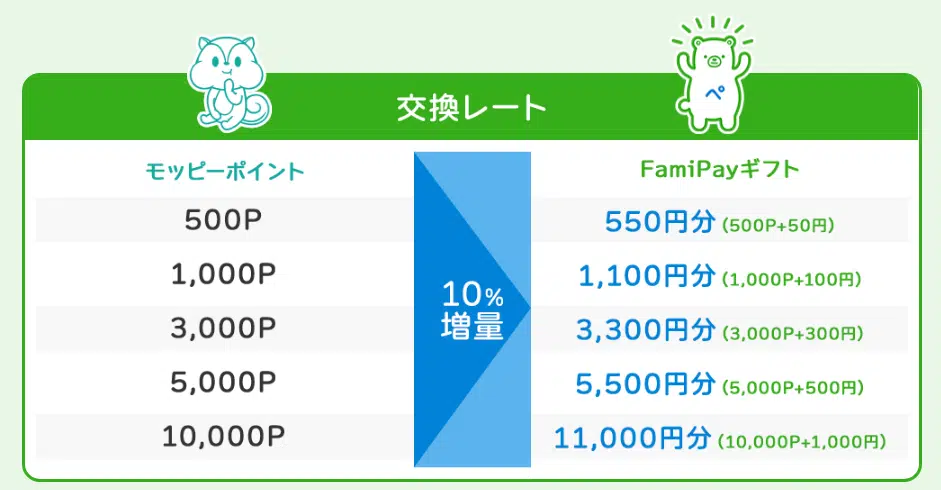 交換レート
ペ
モッピーポイント
FamiPayギフト
500P
550円分 (500P+50円)
1,000P
1,100円分 (1,000P+100円)
10%
増量
3,000P
3,300円分 (3,000P+300円)
5,000P
5,500円分 (5,000P+500円)
10,000P
11,000円分 (10,000P+1,000円)